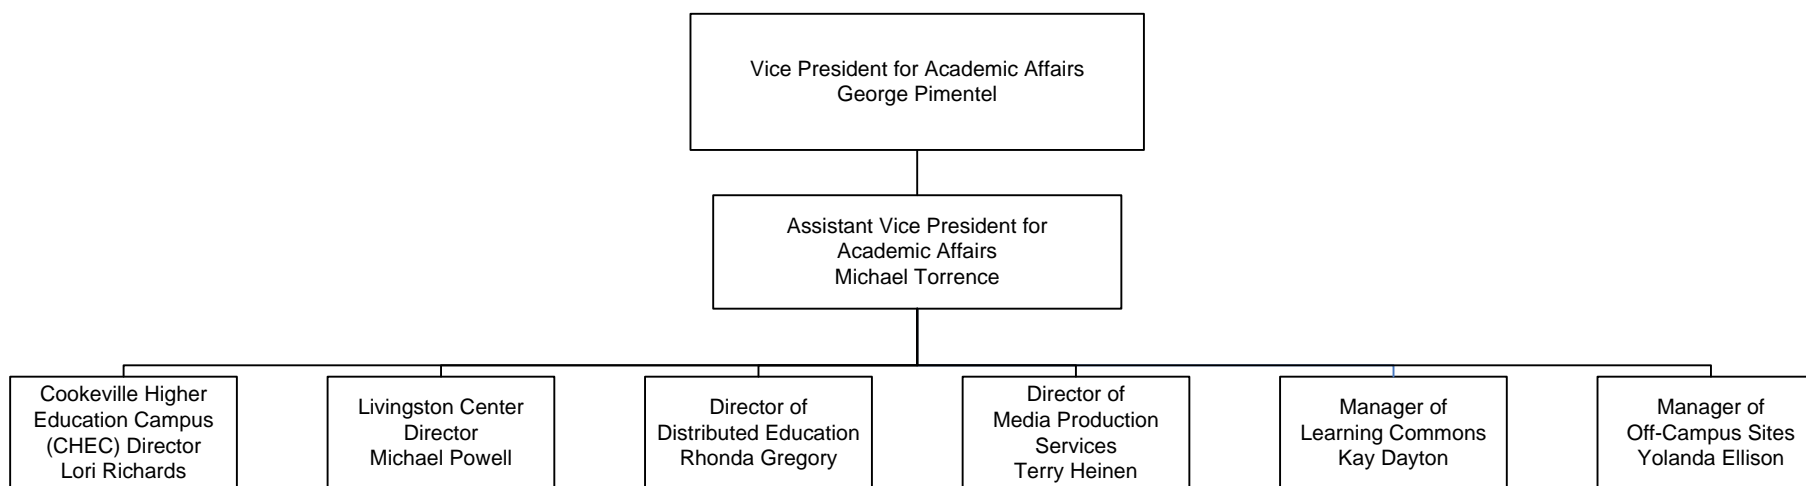 Vice President for Academic Affairs
George Pimentel
Assistant Vice President for
Academic Affairs
Michael Torrence
Cookeville Higher
Education Campus
(CHEC) Director
Lori Richards
Livingston Center
Director
Michael Powell
Director of
Distributed Education
Rhonda Gregory
Director of
Media Production
Services
Terry Heinen
Manager of
Learning Commons
Kay Dayton
Manager of
Off-Campus Sites
Yolanda Ellison